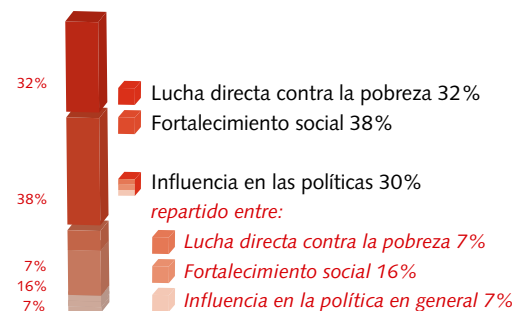 32%
38%
7%
16%
7%
Lucha directa contra la pobreza 32%
Fortalecimiento social 38%
Influencia en las políticas 30%
repartido entre:
Lucha directa contra la pobreza 7%
Fortalecimiento social 16%
Influencia en la política en general 7%